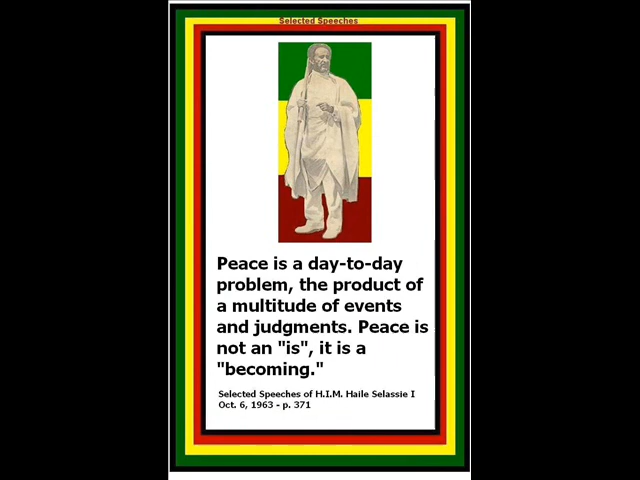 Selected Speeches
Peace is a day-to-day
problem, the product of
a multitude of events
and judgments. Peace is
not an "is", it is a
"becoming."
Selected Speeches of H.I.M. Haile Selassie I
Oct. 6, 1963 - p. 371